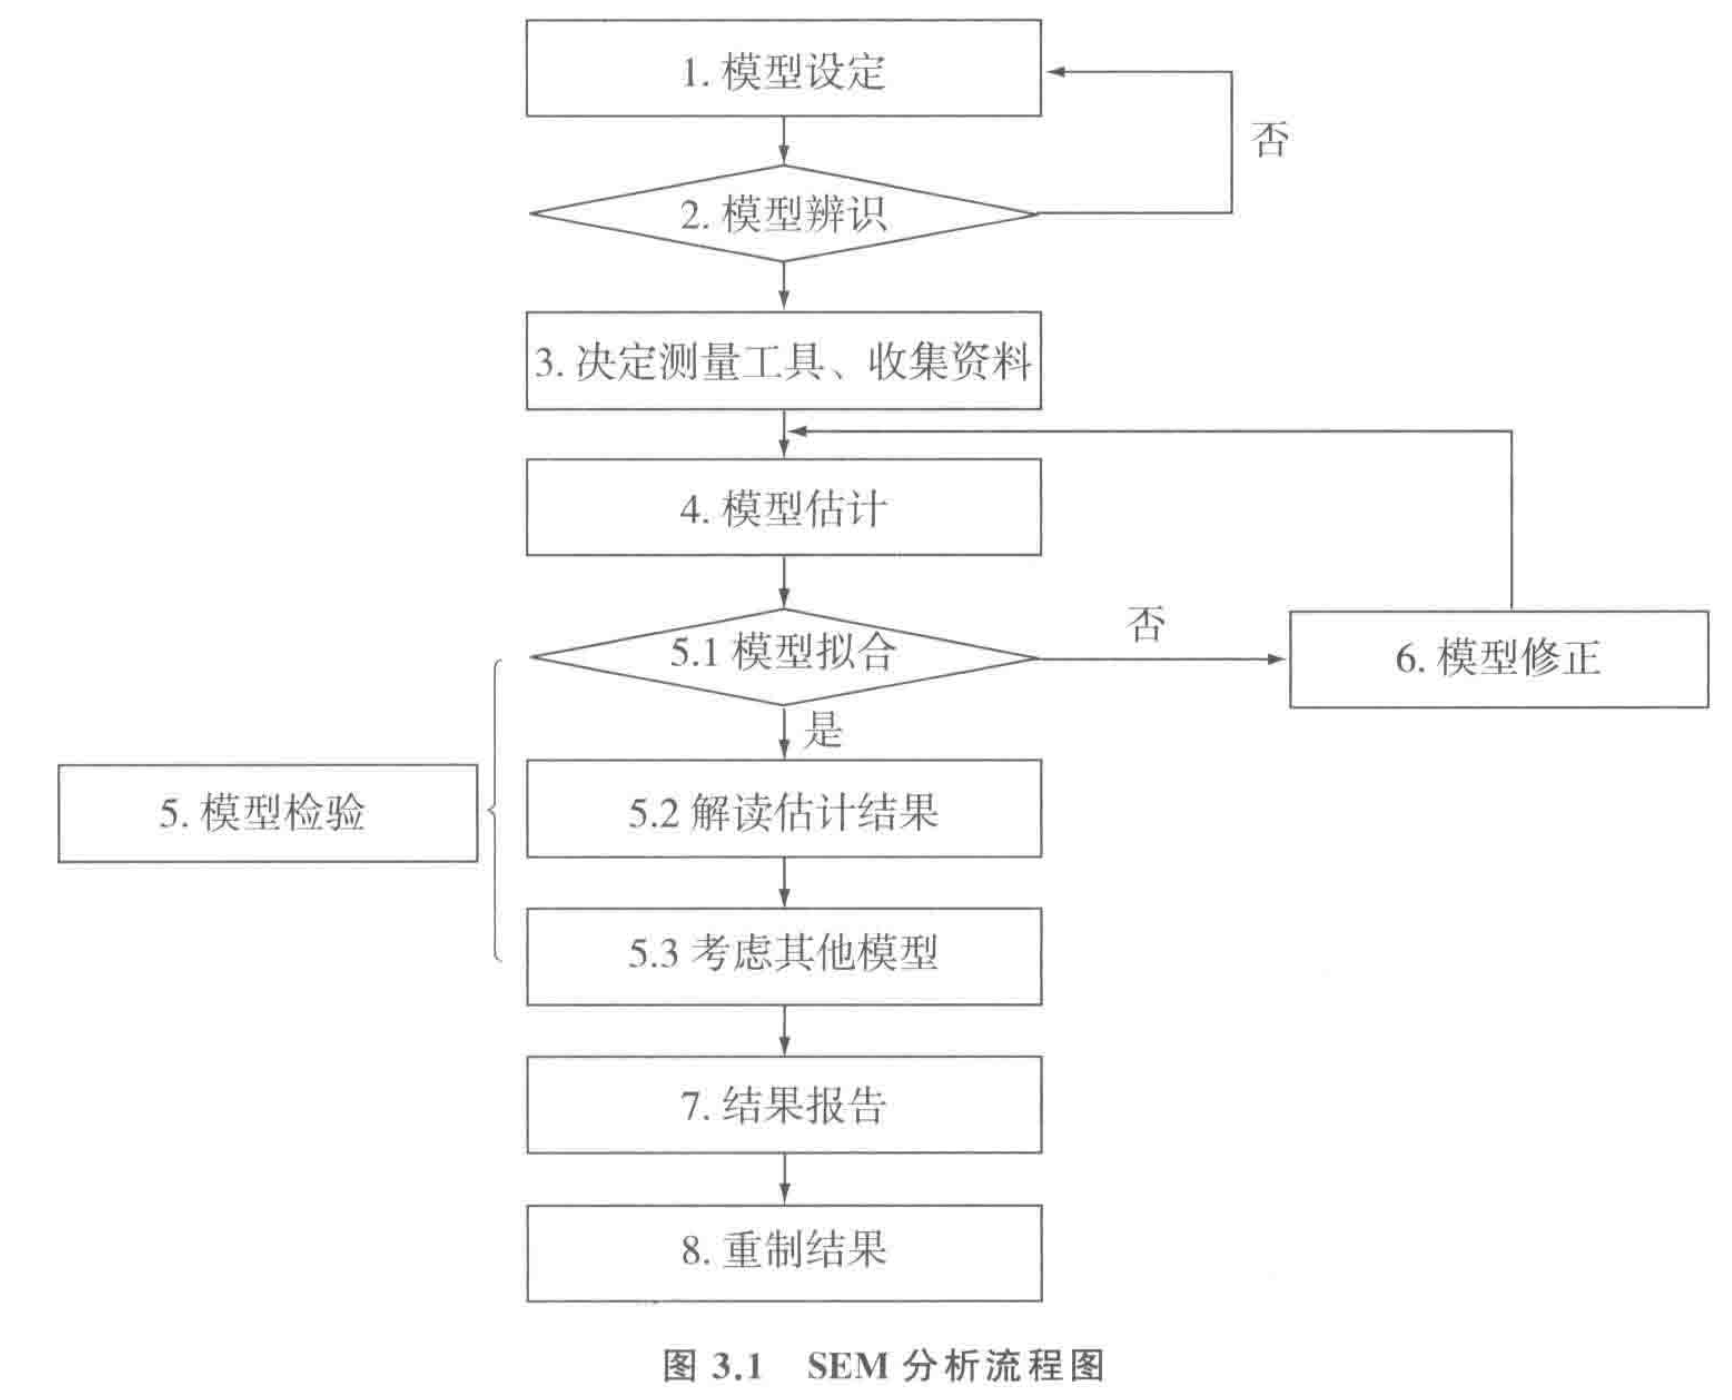 1. 模型设定
否
2. 模型辨识
3. 决定测量工具、收集资料
4. 模型估计
5.1 模型拟合
否
6. 模型修正
是
5. 模型检验
5.2 解读估计结果
5.3 考虑其他模型
7. 结果报告
8. 重制结果
图 3.1 SEM 分析流程图